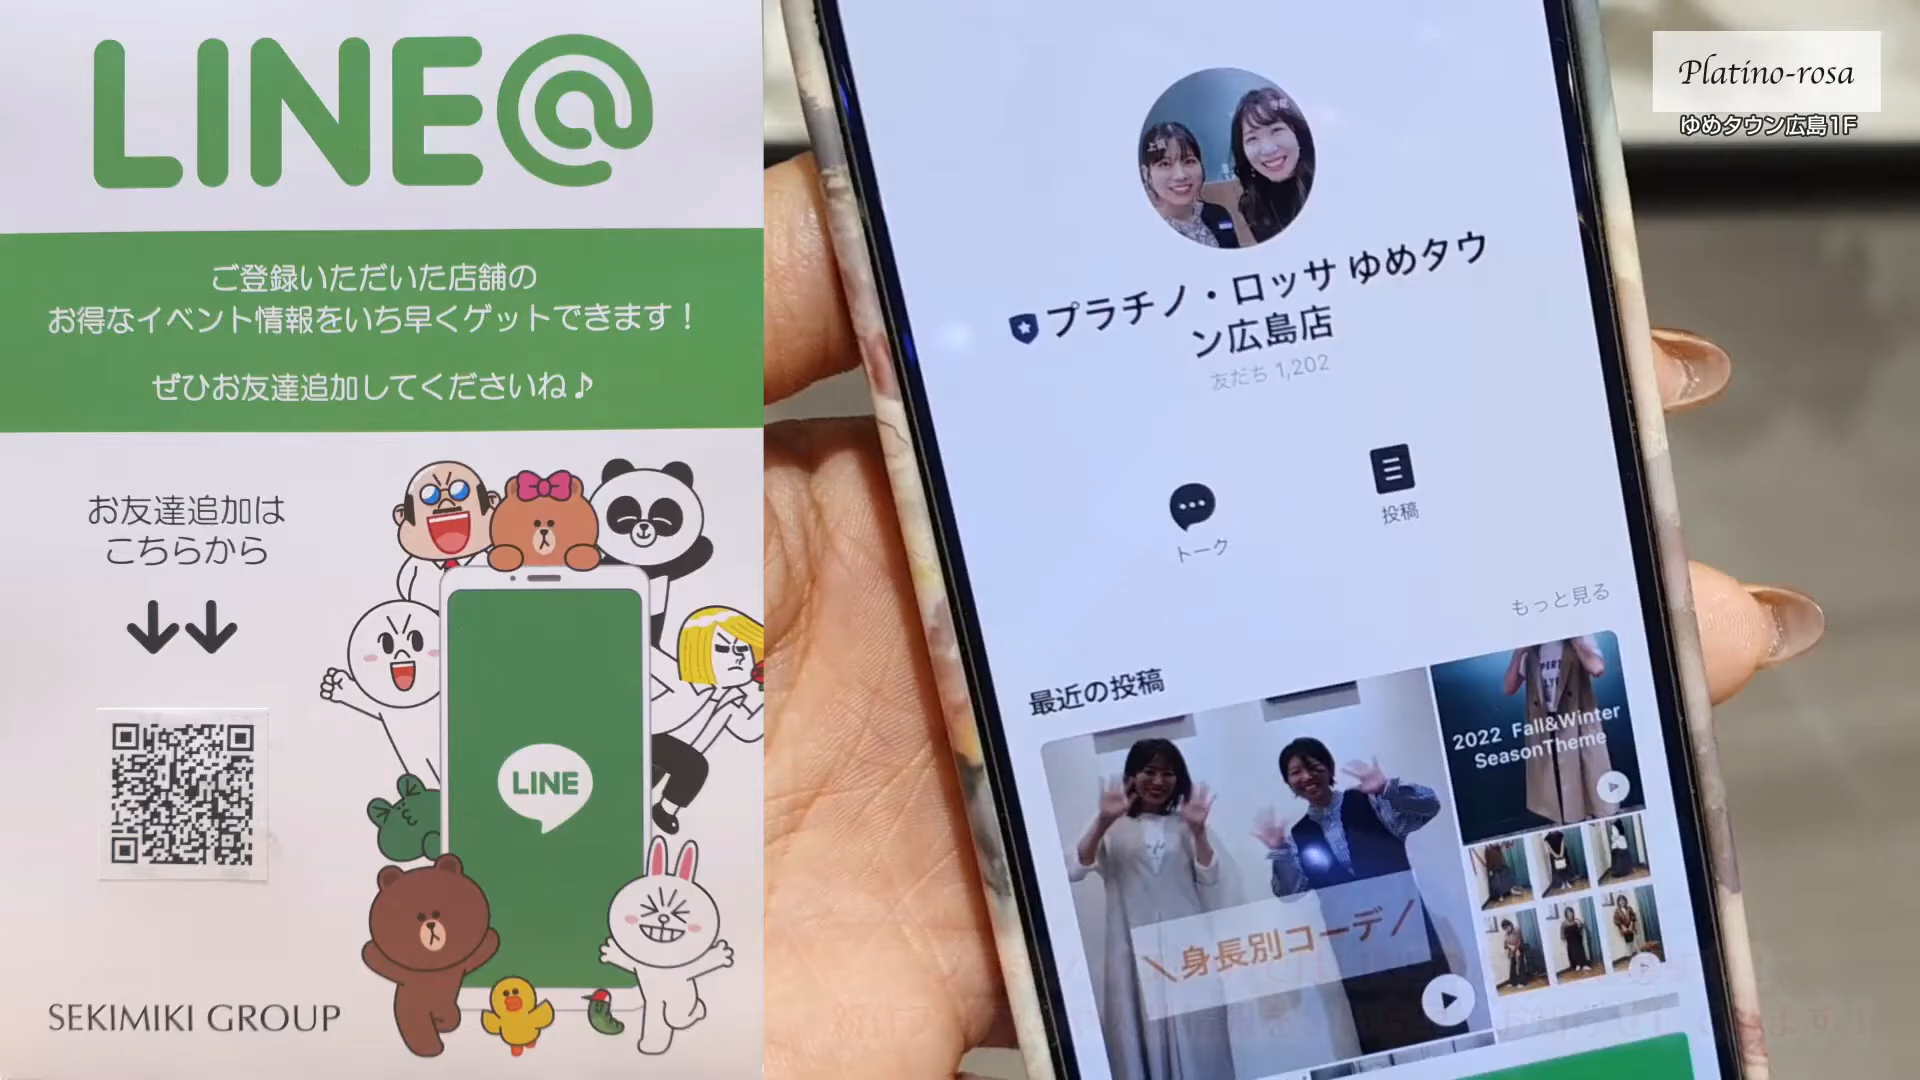 LINE@
ご登録いただいた店舗の
お得なイベント情報をいち早くゲットできます！
ぜひお友達追加してくださいね♪
お友達追加は
こちらから
↓↓
LINE
SEKIMIKI GROUP
Platino-rosa
ゆめタウン広島1F
プラチノ・ロッサ ゆめタウ
ン広島店
友だち 1,202
トーク
投稿
もっと見る
最近の投稿
2022 Fall&Winter
SeasonTheme
＼身長別コーデ／